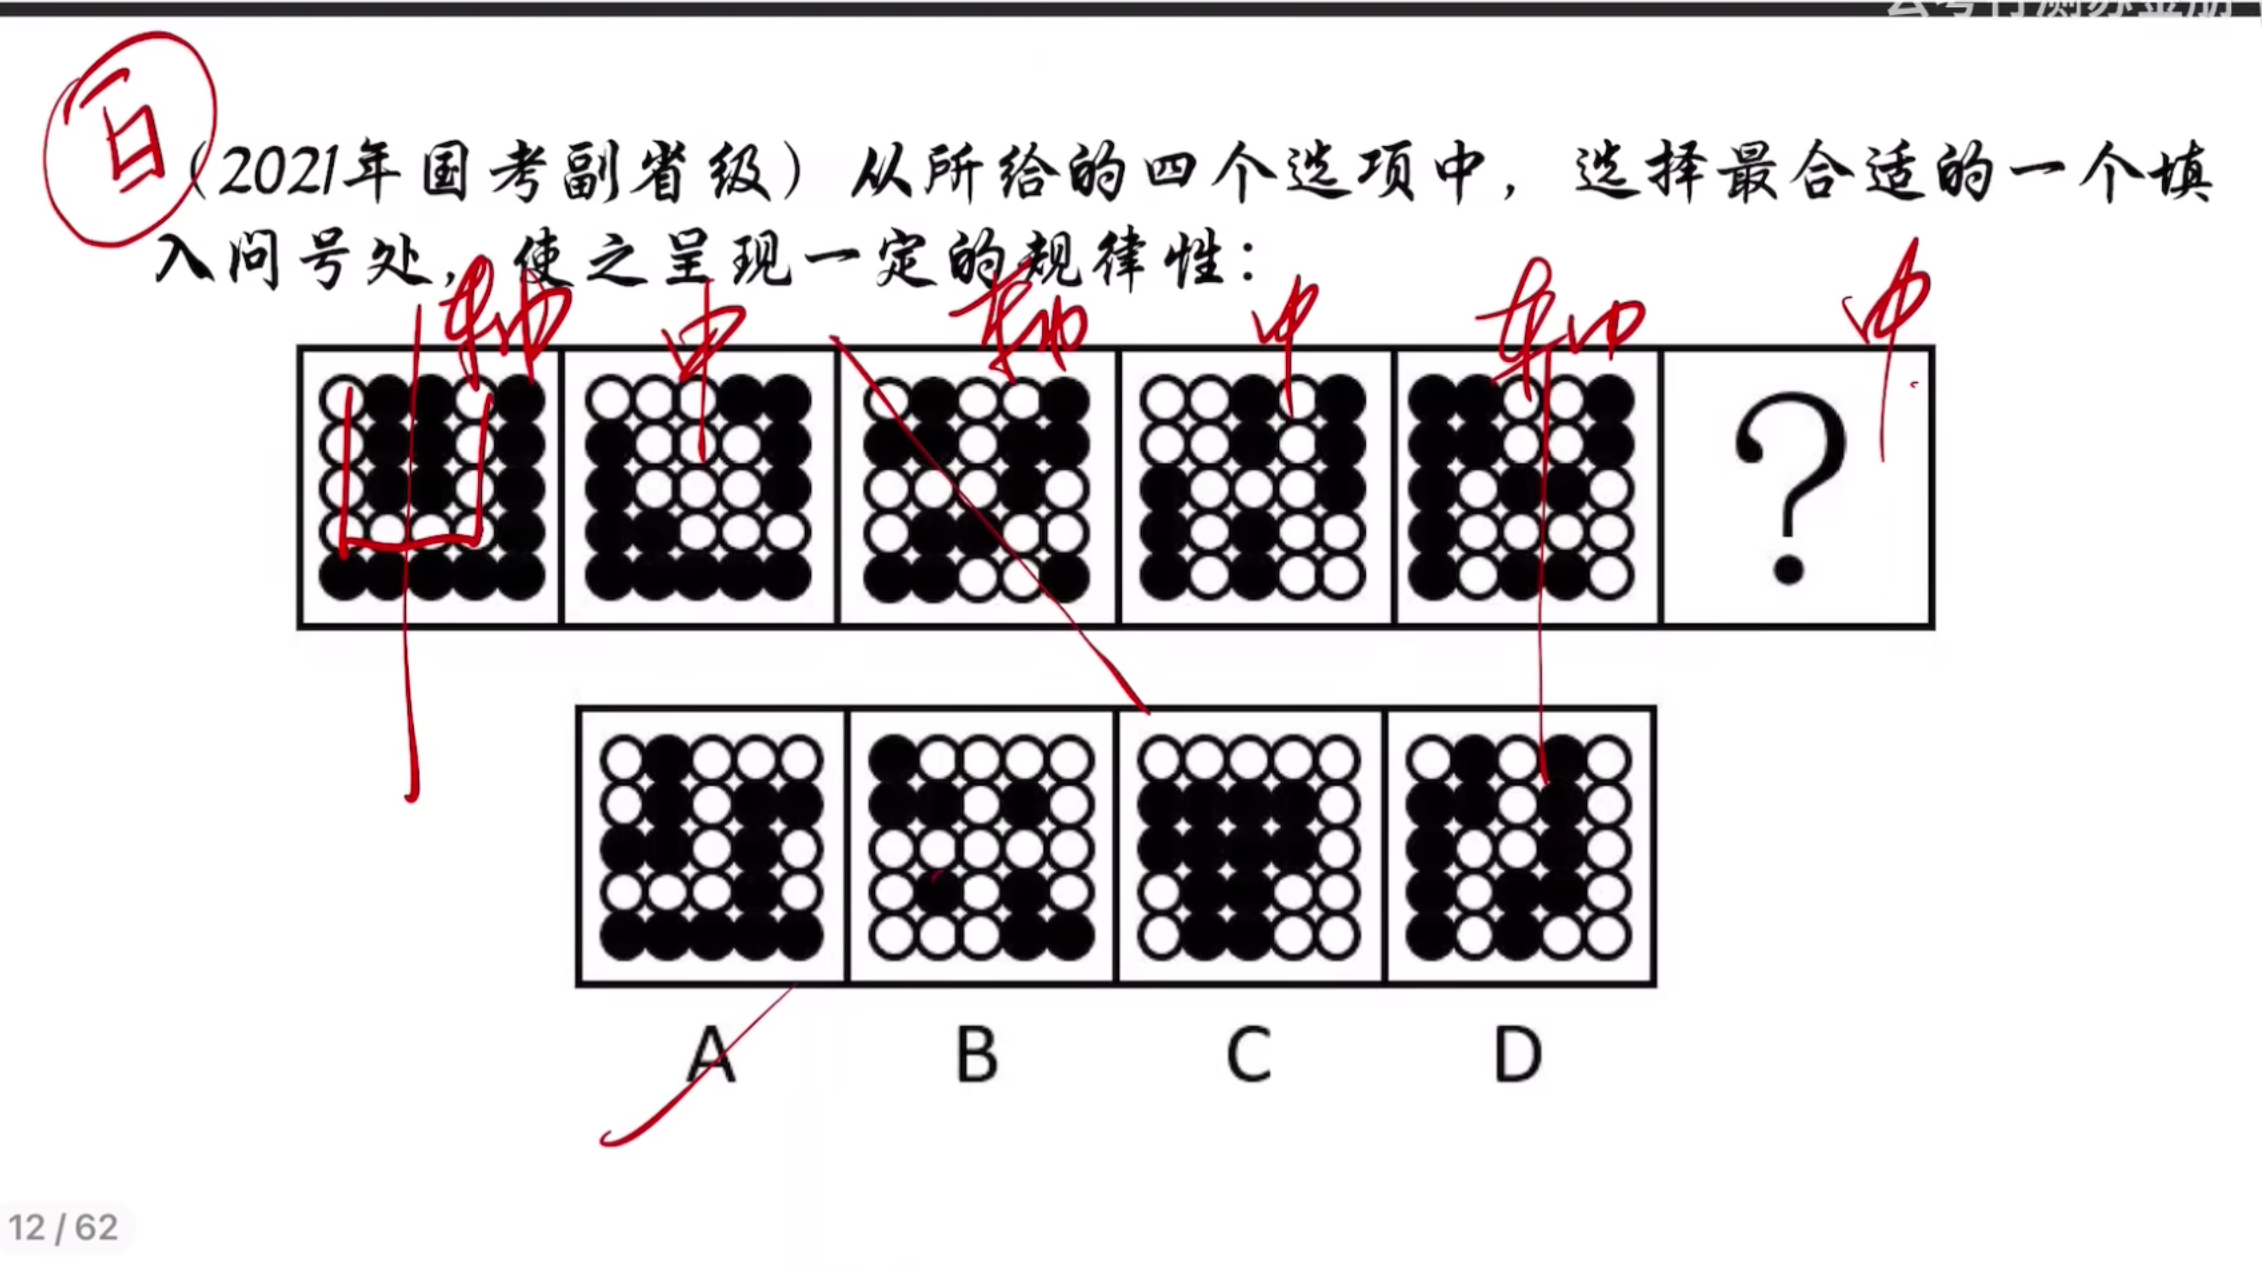 白
(2021年国考副省级) 从所给的四个选项中，选择最合适的一个填
入问号处，使之呈现一定的规律性：
轴 中 轴 中 轴 中
?
A B C D
12 / 62